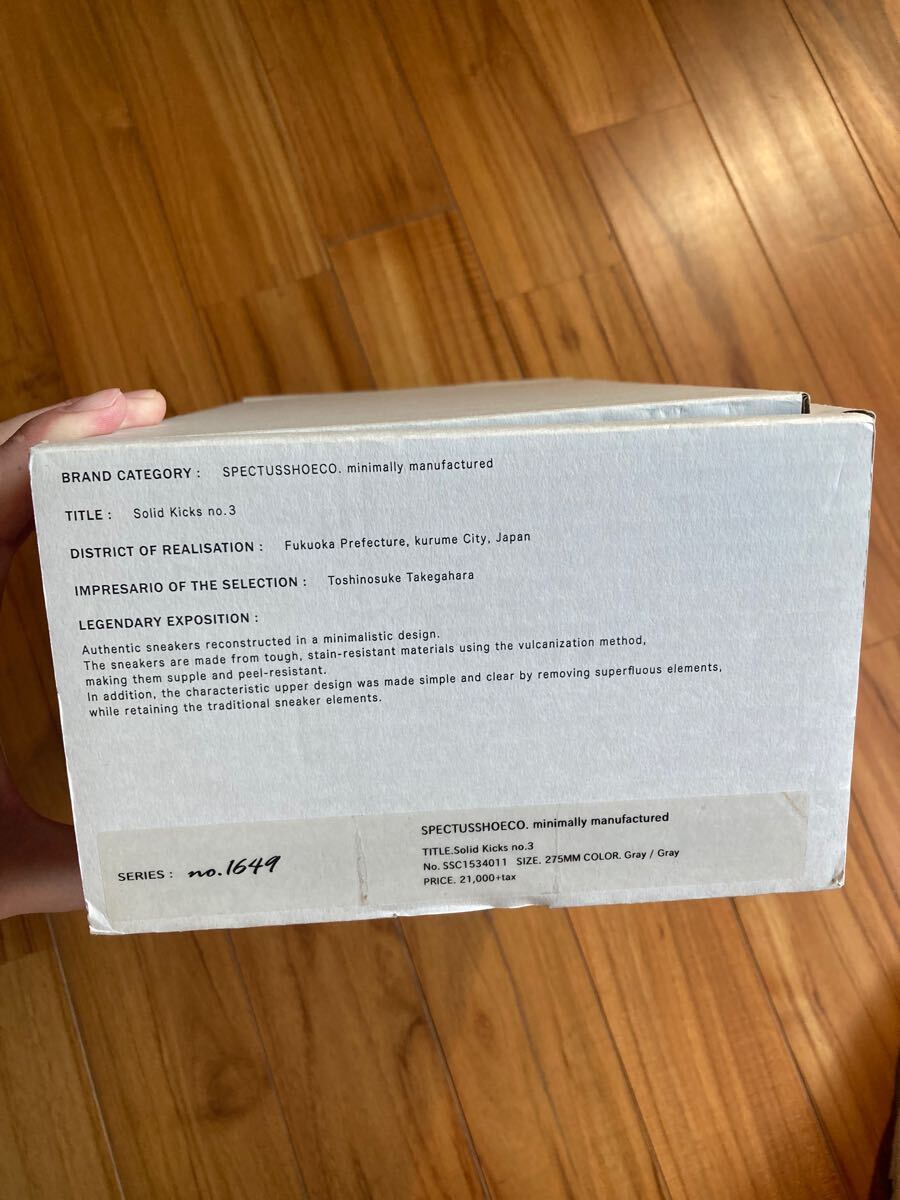 BRAND CATEGORY : SPECTUSSHOECO. minimally manufactured
TITLE : Solid Kicks no.3
DISTRICT OF REALISATION : Fukuoka Prefecture, kurume City, Japan
IMPRESARIO OF THE SELECTION : Toshinosuke Takegahara
LEGENDARY EXPOSITION :
Authentic sneakers reconstructed in a minimalistic design.
The sneakers are made from tough, stain-resistant materials using the vulcanization method,
making them supple and peel-resistant.
In addition, the characteristic upper design was made simple and clear by removing superfluous elements,
while retaining the traditional sneaker elements.
SERIES : no.1649
SPECTUSSHOECO. minimally manufactured
TITLE.Solid Kicks no.3
No. SSC1534011 SIZE. 275MM COLOR. Gray / Gray
PRICE. 21,000+tax